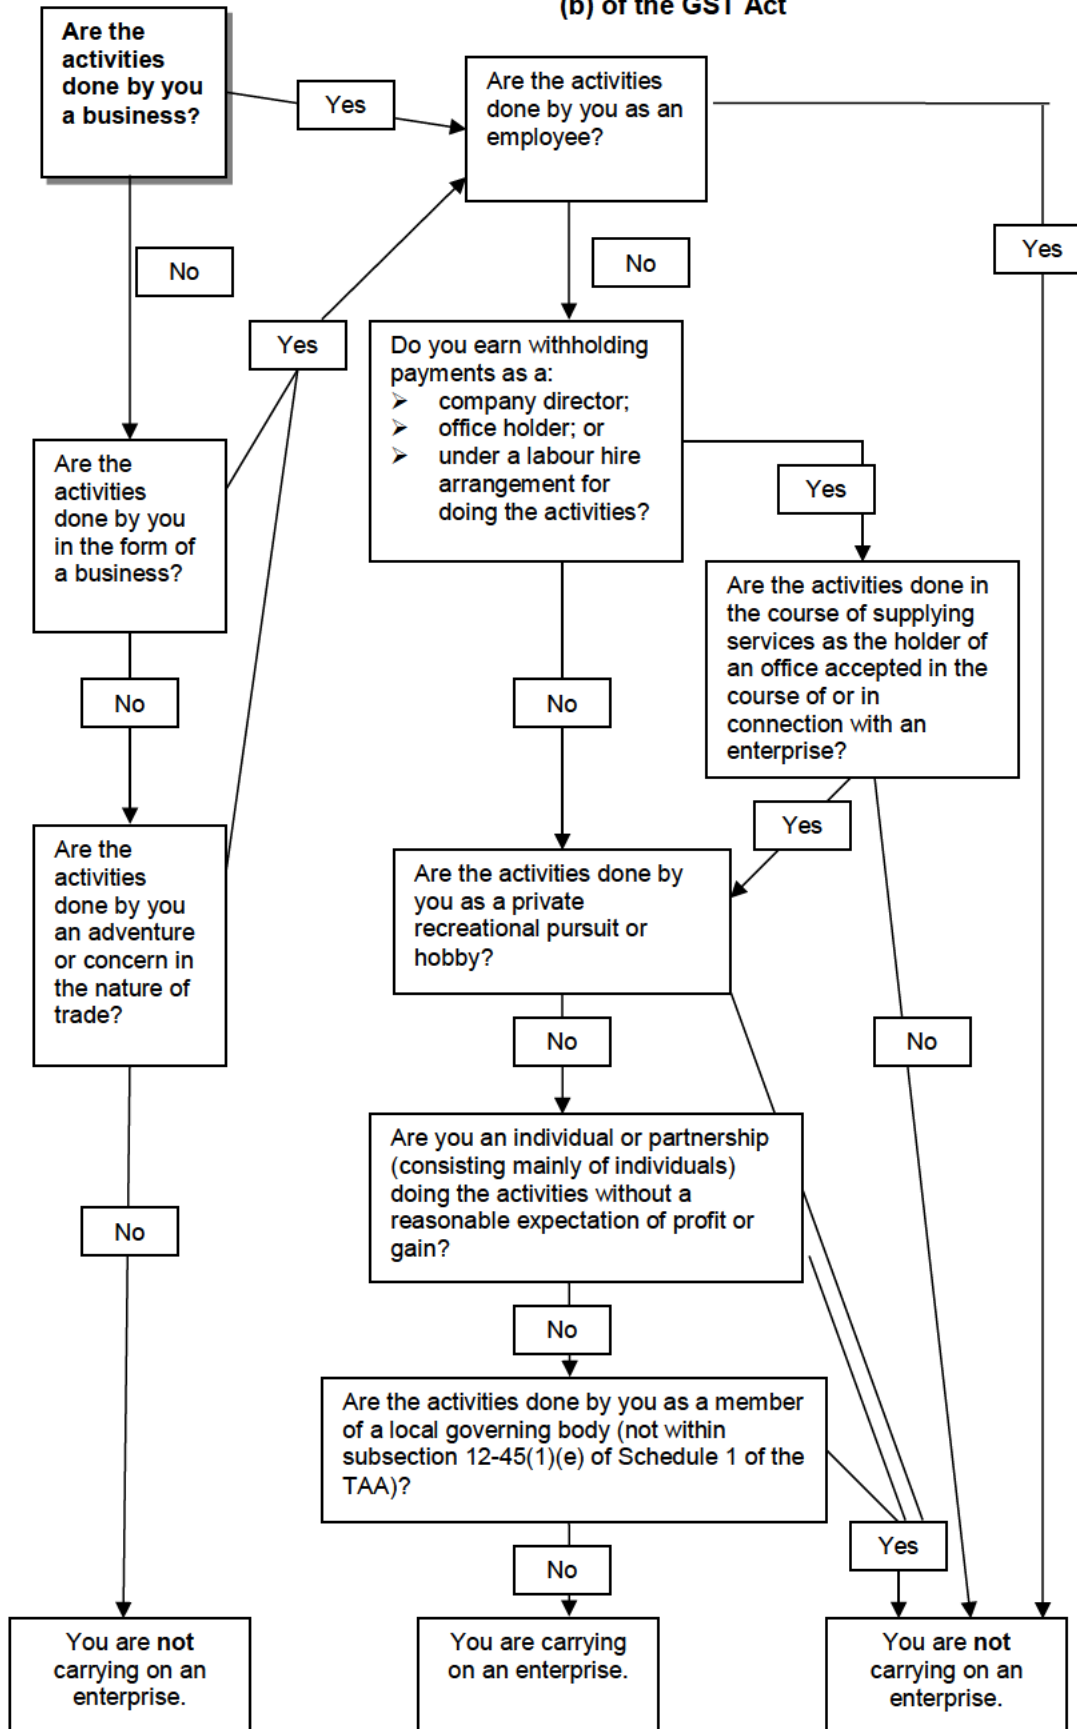 (b) of the GST Act
Are the
activities
done by you
a business?
Yes
Are the activities
done by you as an
employee?
Yes
No
No
Yes
Do you earn withholding
payments as a:
➢ company director;
➢ office holder; or
➢ under a labour hire
arrangement for
doing the activities?
Yes
Are the
activities
done by you
in the form of
a business?
Are the activities done in
the course of supplying
services as the holder of
an office accepted in the
course of or in
connection with an
enterprise?
No
No
Yes
Are the
activities
done by you
an adventure
or concern in
the nature of
trade?
Are the activities done by
you as a private
recreational pursuit or
hobby?
No
No
Are you an individual or partnership
(consisting mainly of individuals)
doing the activities without a
reasonable expectation of profit or
gain?
No
No
Are the activities done by you as a member
of a local governing body (not within
subsection 12-45(1)(e) of Schedule 1 of the
TAA)?
Yes
No
You are not
carrying on an
enterprise.
You are carrying
on an enterprise.
You are not
carrying on an
enterprise.